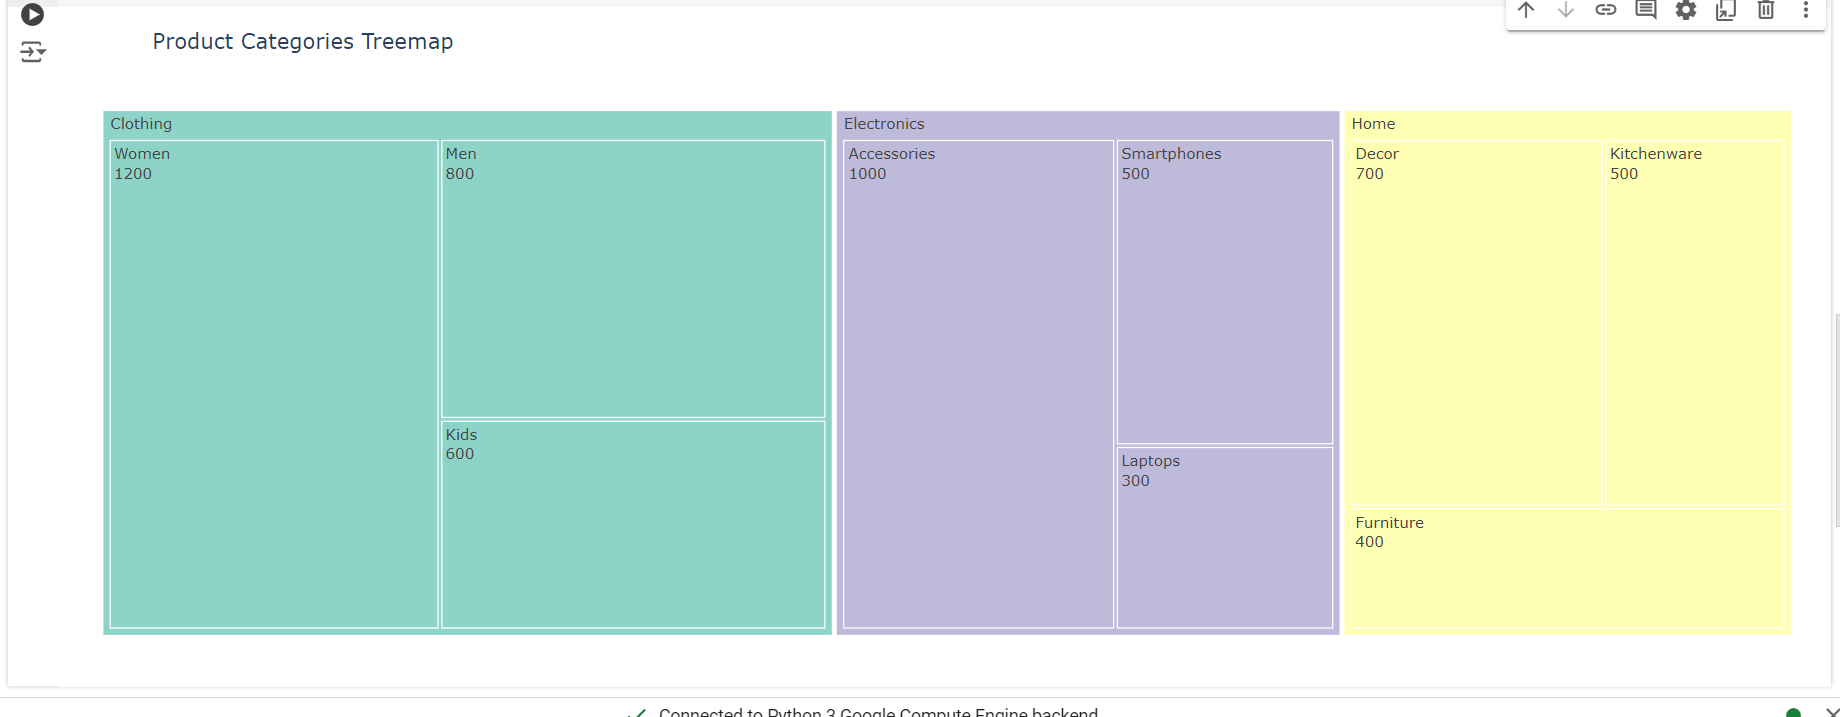 Product Categories Treemap
Clothing
Women
1200
Men
800
Kids
600
Electronics
Accessories
1000
Smartphones
500
Laptops
300
Home
Decor
700
Kitchenware
500
Furniture
400
Connected to Python 3 Google Compute Engine backend